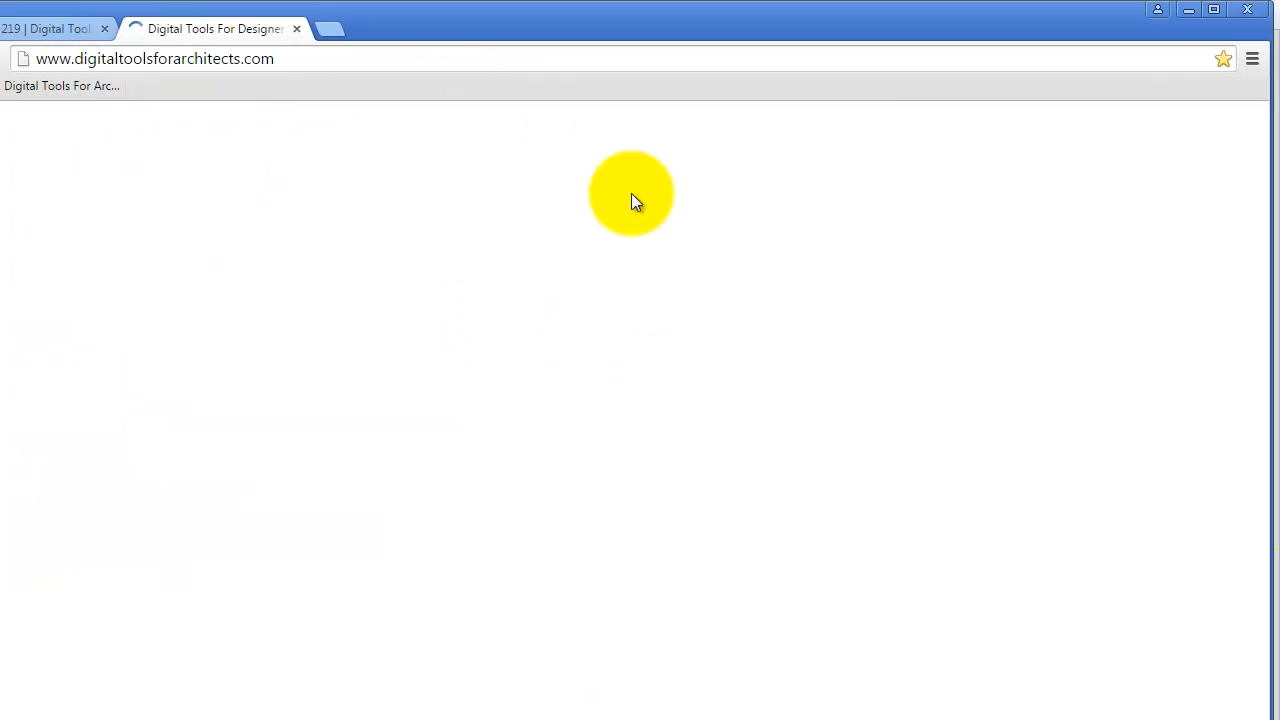 219 | Digital Tool
Digital Tools For Designer
www.digitaltoolsforarchitects.com
Digital Tools For Arc...